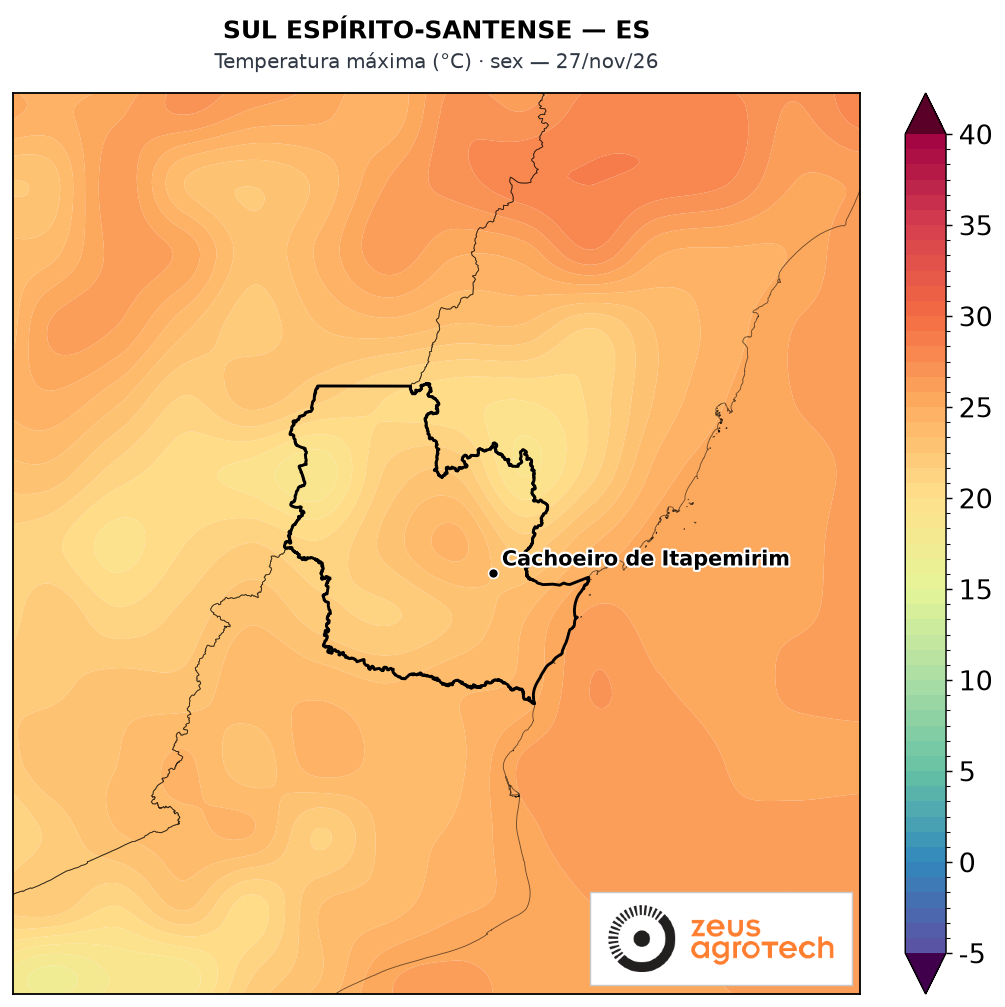 SUL ESPÍRITO-SANTENSE — ES
Temperatura máxima (°C) · sex — 27/nov/26
40
35
30
25
20
15
10
5
0
-5
Cachoeiro de Itapemirim
zeus
agrotech